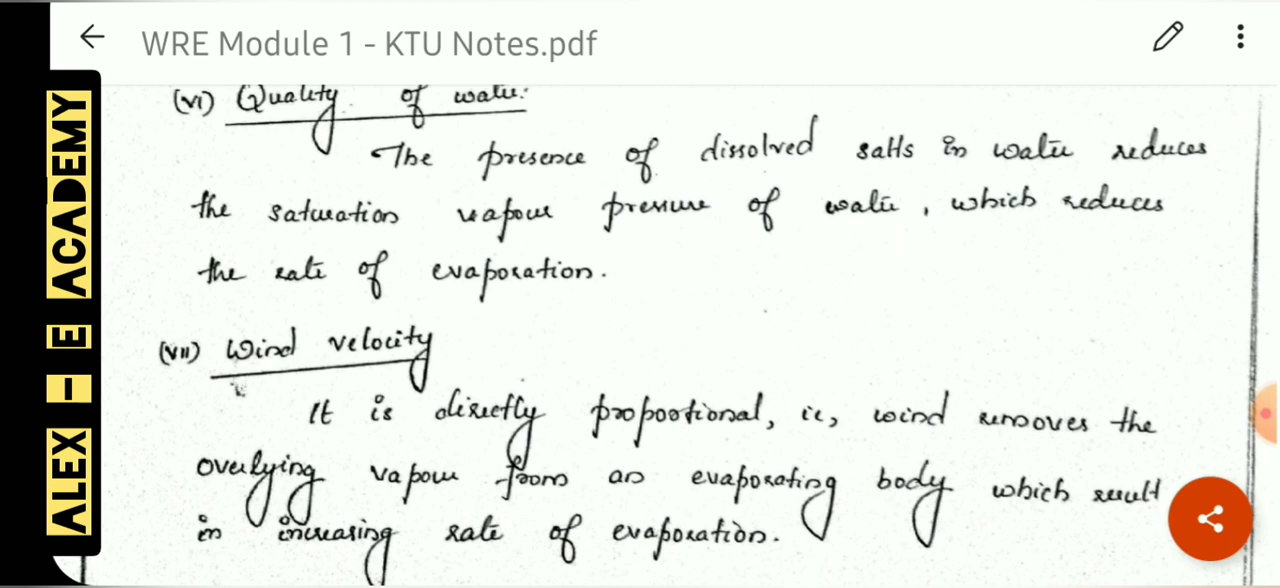 WRE Module 1 - KTU Notes.pdf
ALEX - E ACADEMY
(vi) Quality of water.
The presence of dissolved salts in water reduces
the saturation vapour pressure of water, which reduces
the rate of evaporation.
(vii) Wind velocity
It is directly proportional, ie, wind removes the
overlying vapour from an evaporating body which result
in increasing rate of evaporation.